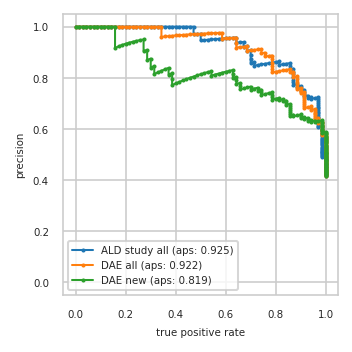 1.0
0.8
0.6
0.4
0.2
0.0
precision
ALD study all (aps: 0.925)
DAE all (aps: 0.922)
DAE new (aps: 0.819)
0.0 0.2 0.4 0.6 0.8 1.0
true positive rate